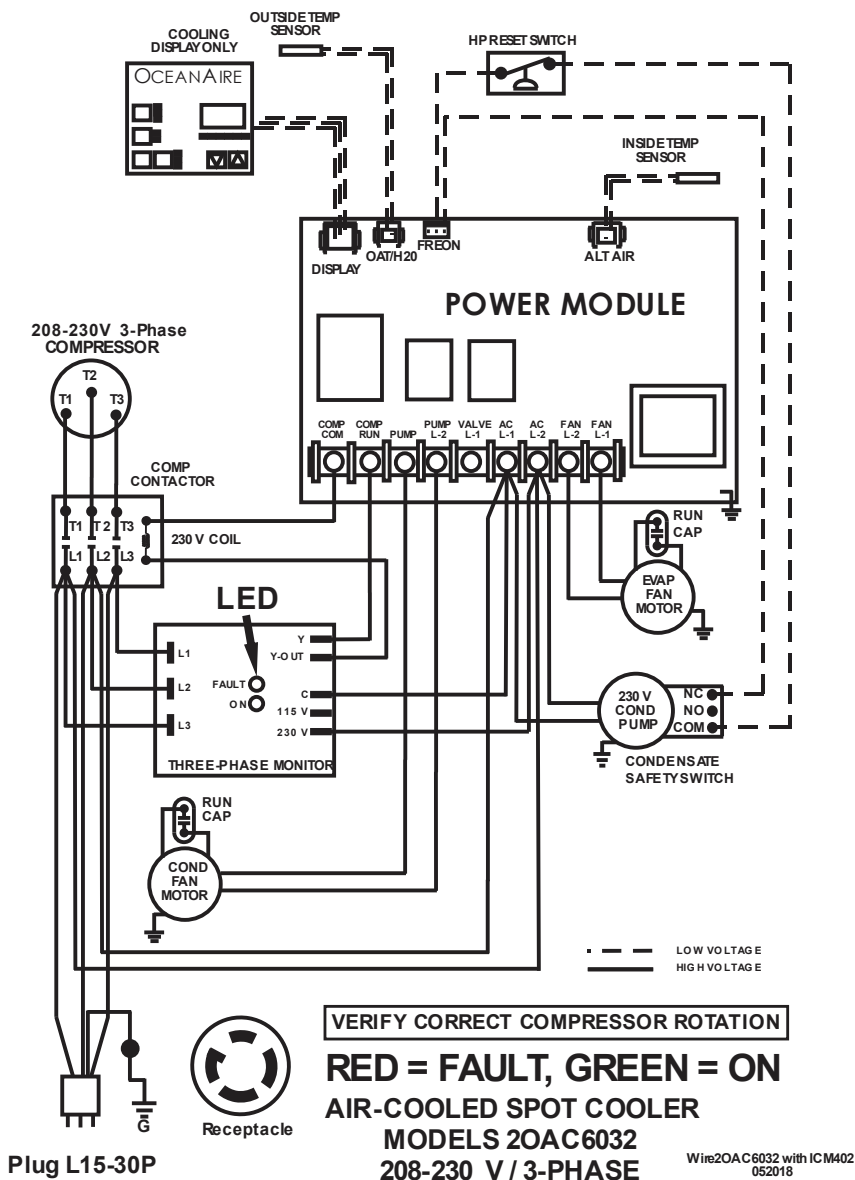 OUTSIDE TEMP
SENSOR
COOLING
DISPLAY ONLY
HP RESET SWITCH
OCEANAIRE
INSIDE TEMP
SENSOR
DISPLAY
OAT/H20
FREON
ALT AIR
POWER MODULE
208-230V 3-Phase
COMPRESSOR
T2
T1
T3
COMP
COM
COMP
RUN
PUMP
PUMP
L-2
VALVE
L-1
AC
L-1
AC
L-2
FAN
L-2
FAN
L-1
COMP
CONTACTOR
T1
T2
T3
230 V COIL
L1
L2
L3
RUN
CAP
EVAP
FAN
MOTOR
LED
Y
Y-OUT
L1
L2
L3
FAULT
ON
C
115 V
230 V
THREE-PHASE MONITOR
230 V
COND
PUMP
NC
NO
COM
CONDENSATE
SAFETY SWITCH
RUN
CAP
COND
FAN
MOTOR
LOW VOLTAGE
HIGH VOLTAGE
VERIFY CORRECT COMPRESSOR ROTATION
RED = FAULT, GREEN = ON
AIR-COOLED SPOT COOLER
MODELS 2OAC6032
208-230 V / 3-PHASE
G
Receptacle
Plug L15-30P
Wire2OAC6032 with ICM402
052018